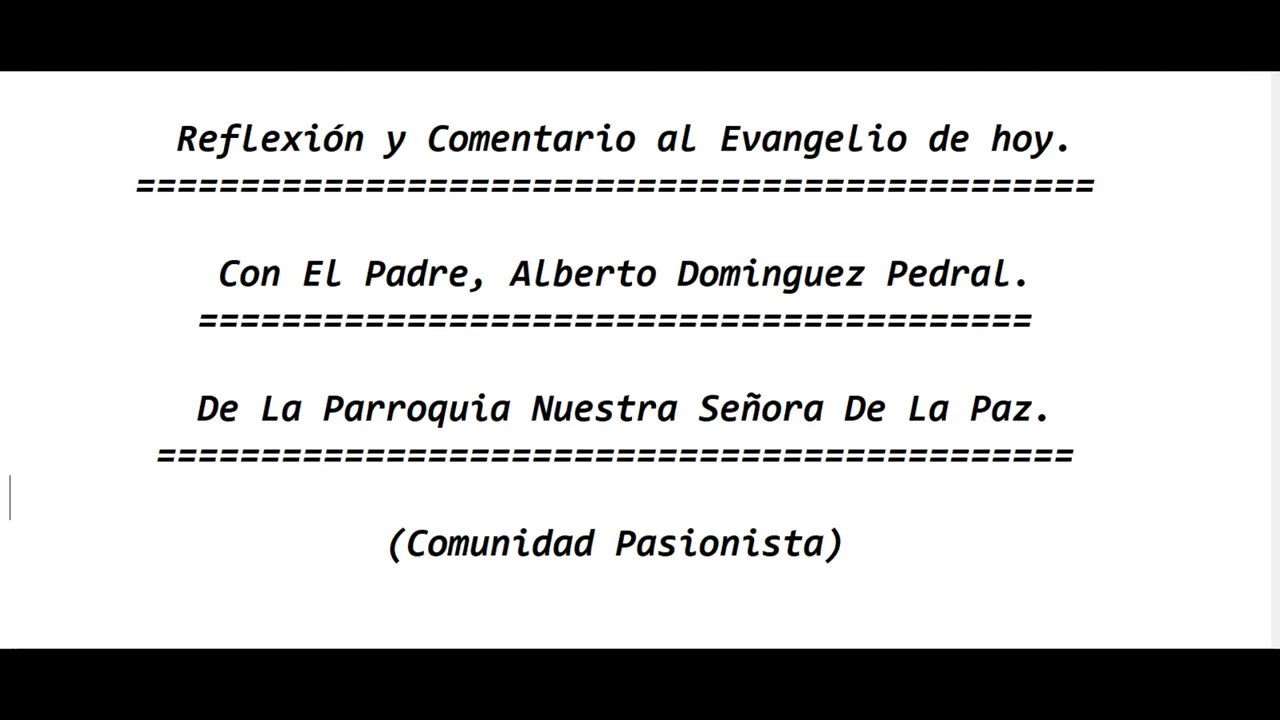 Reflexión y Comentario al Evangelio de hoy.
==============================================
Con El Padre, Alberto Dominguez Pedral.
========================================
De La Parroquia Nuestra Señora De La Paz.
============================================
(Comunidad Pasionista)